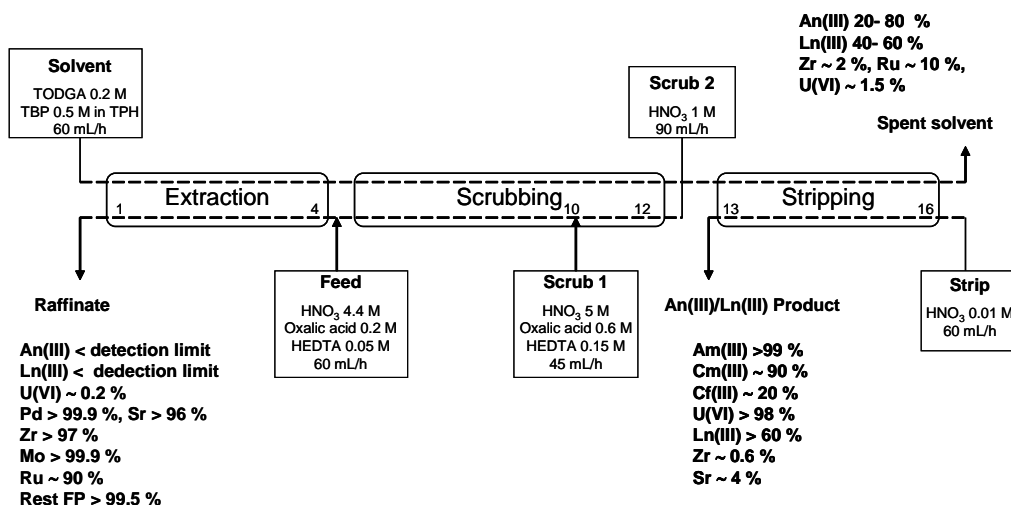 Solvent
TODGA 0.2 M
TBP 0.5 M in TPH
60 mL/h
Scrub 2
HNO₃ 1 M
90 mL/h
An(III) 20- 80 %
Ln(III) 40- 60 %
Zr ~ 2 %, Ru ~ 10 %,
U(VI) ~ 1.5 %
Spent solvent
Extraction
1
4
Scrubbing
10
12
Stripping
13
16
Raffinate
An(III) < detection limit
Ln(III) < dedection limit
U(VI) ~ 0.2 %
Pd > 99.9 %, Sr > 96 %
Zr > 97 %
Mo > 99.9 %
Ru ~ 90 %
Rest FP > 99.5 %
Feed
HNO₃ 4.4 M
Oxalic acid 0.2 M
HEDTA 0.05 M
60 mL/h
Scrub 1
HNO₃ 5 M
Oxalic acid 0.6 M
HEDTA 0.15 M
45 mL/h
An(III)/Ln(III) Product
Am(III) >99 %
Cm(III) ~ 90 %
Cf(III) ~ 20 %
U(VI) > 98 %
Ln(III) > 60 %
Zr ~ 0.6 %
Sr ~ 4 %
Strip
HNO₃ 0.01 M
60 mL/h